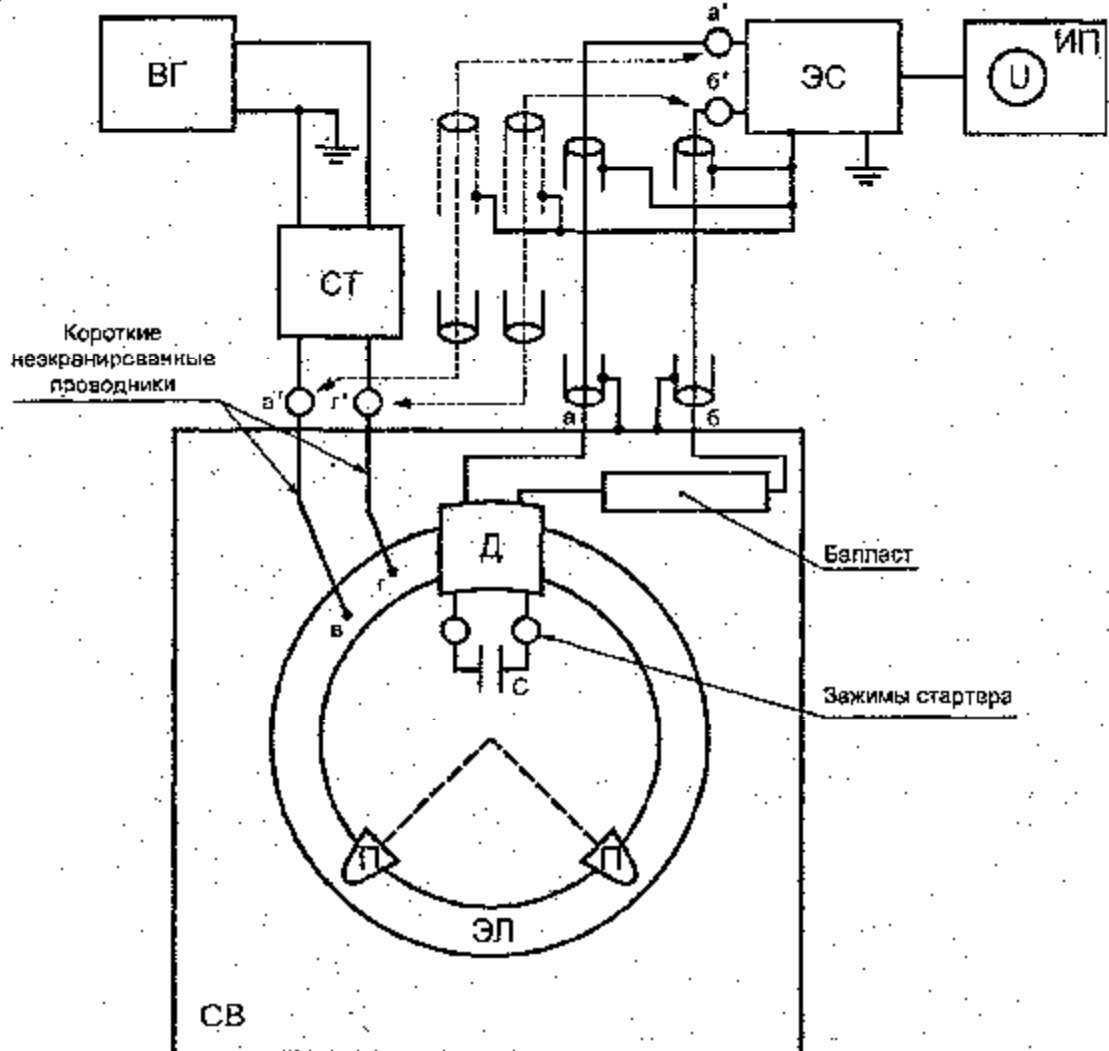 ВГ
а'
б'
ЭС
ИП
U
СТ
Короткие
неэкранированные
проводники
в'
г'
а
б
Д
Балласт
г
в
С
Зажимы стартера
П
П
ЭЛ
СВ